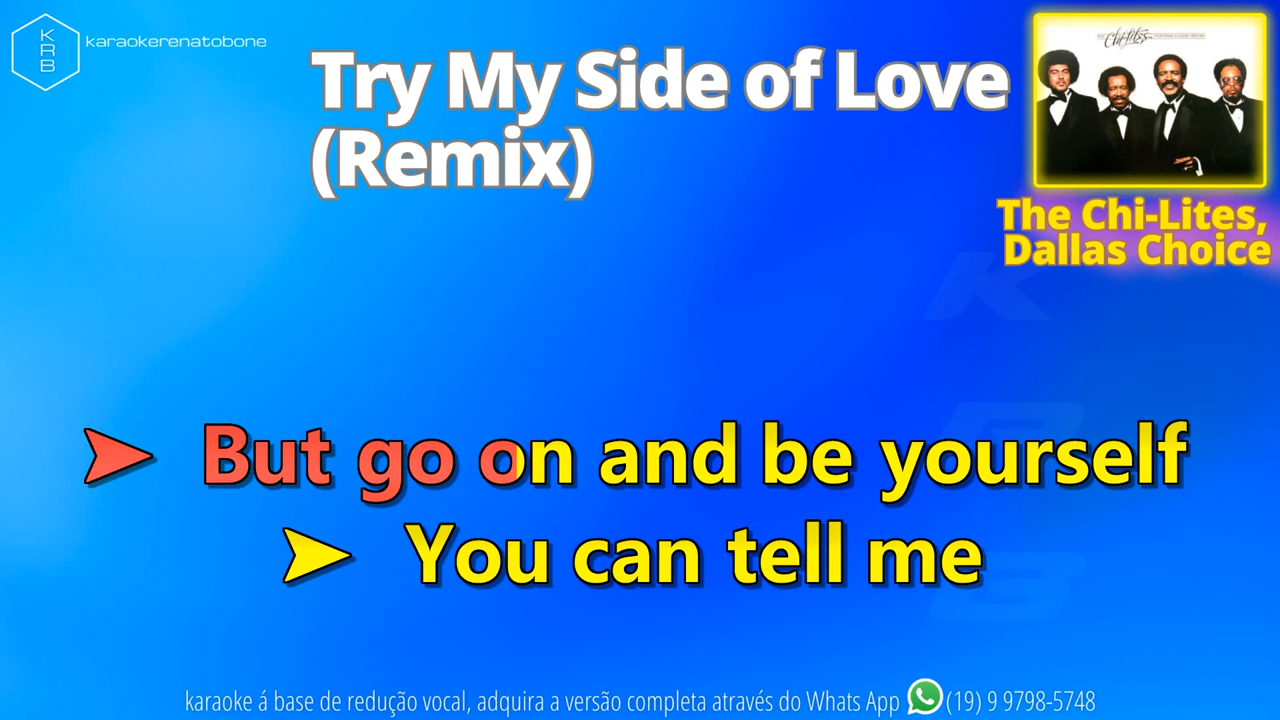 KRB
karaokerenatobone
Try My Side of Love
(Remix)
Chi-Lites
The Chi-Lites,
Dallas Choice
K
R
B
➤ But go on and be yourself
➤ You can tell me
karaoke á base de redução vocal, adquira a versão completa através do Whats App (19) 9 9798-5748